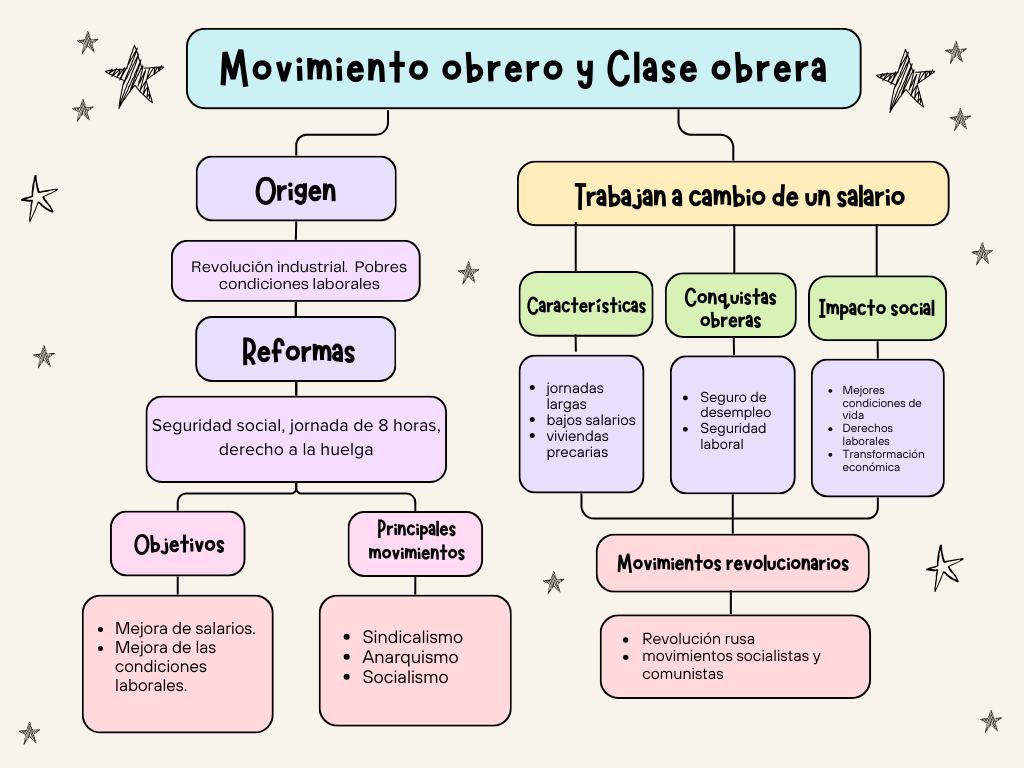 Movimiento obrero y Clase obrera
Origen
Revolución industrial. Pobres
condiciones laborales
Reformas
Seguridad social, jornada de 8 horas,
derecho a la huelga
Objetivos
Mejora de salarios.
Mejora de las
condiciones
laborales.
Principales
movimientos
Sindicalismo
Anarquismo
Socialismo
Trabajan a cambio de un salario
Características
jornadas
largas
bajos salarios
viviendas
precarias
Conquistas
obreras
Seguro de
desempleo
Seguridad
laboral
Impacto social
Mejores
condiciones de
vida
Derechos
laborales
Transformación
económica
Movimientos revolucionarios
Revolución rusa
movimientos socialistas y
comunistas